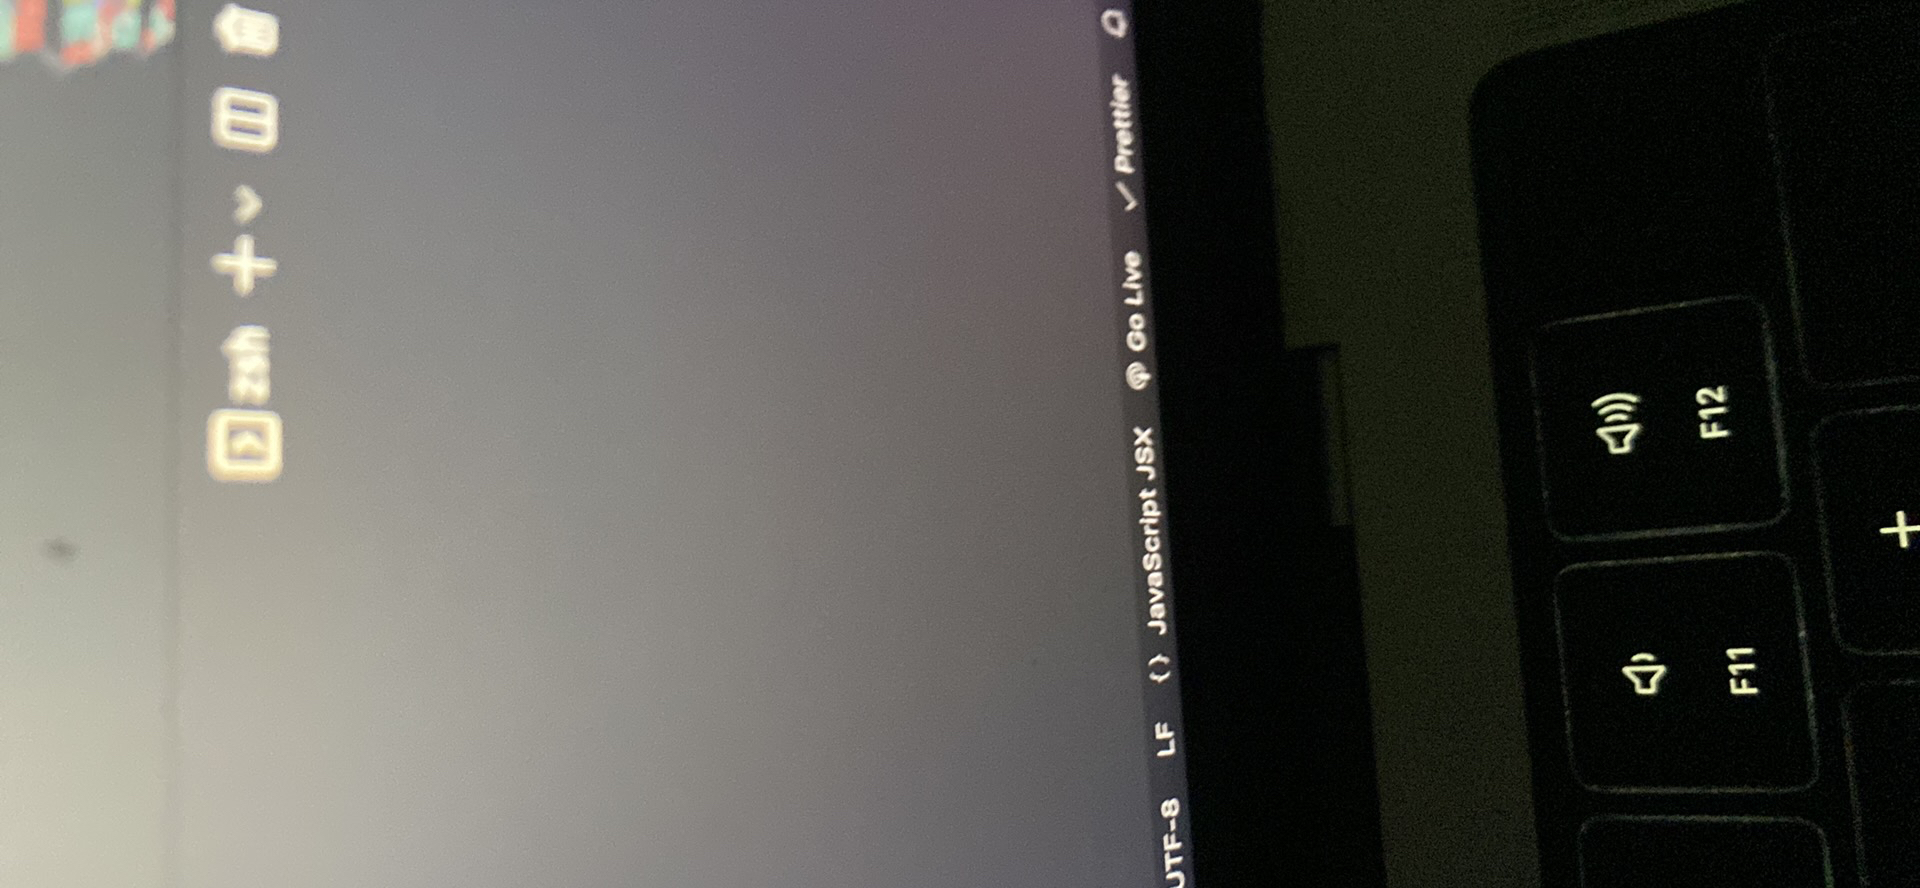 zsh
UTF-8 LF {} JavaScript JSX Go Live ✓ Prettier
F11 F12
+